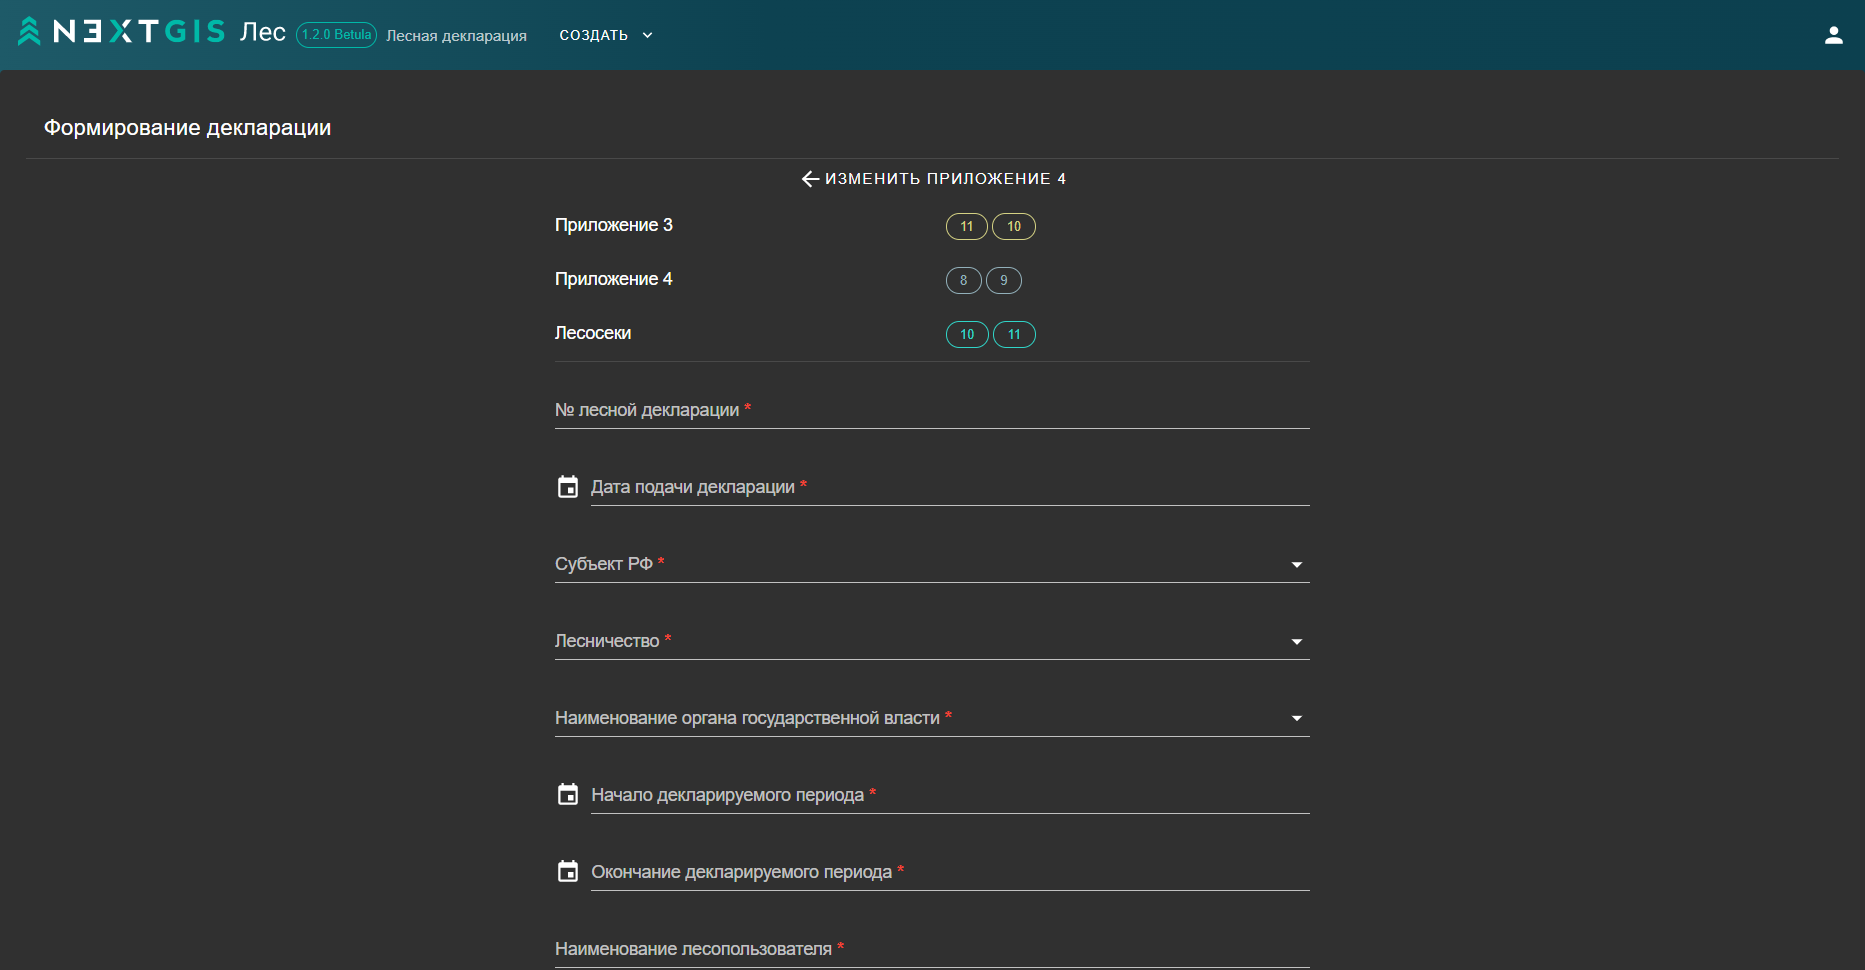 NEXTGIS Лес 1.2.0 Betula Лесная декларация СОЗДАТЬ
Формирование декларации
ИЗМЕНИТЬ ПРИЛОЖЕНИЕ 4
Приложение 3 11 10
Приложение 4 8 9
Лесосеки 10 11
№ лесной декларации *
Дата подачи декларации *
Субъект РФ *
Лесничество *
Наименование органа государственной власти *
Начало декларируемого периода *
Окончание декларируемого периода *
Наименование лесопользователя *